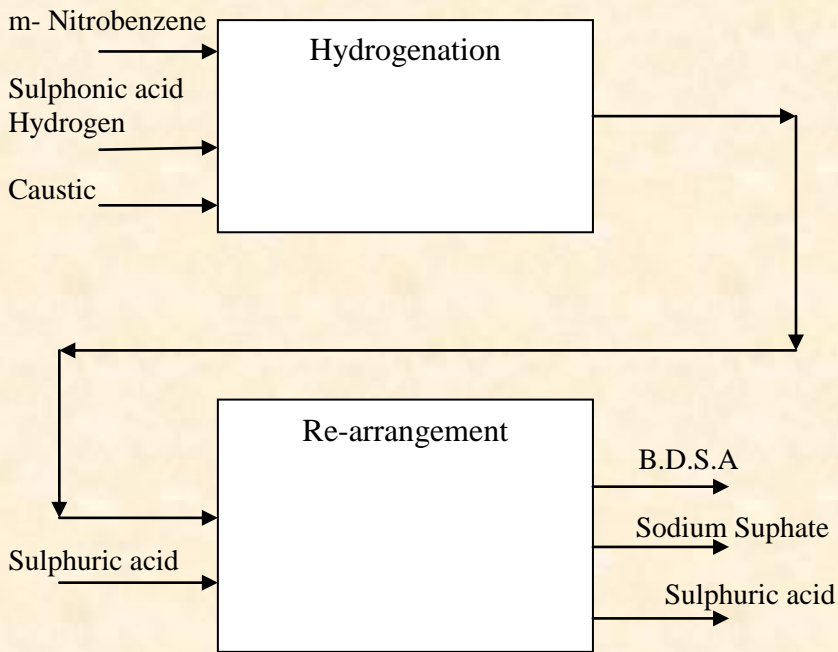 m- Nitrobenzene
Hydrogenation
Sulphonic acid
Hydrogen
Caustic
Re-arrangement
B.D.S.A
Sodium Suphate
Sulphuric acid
Sulphuric acid